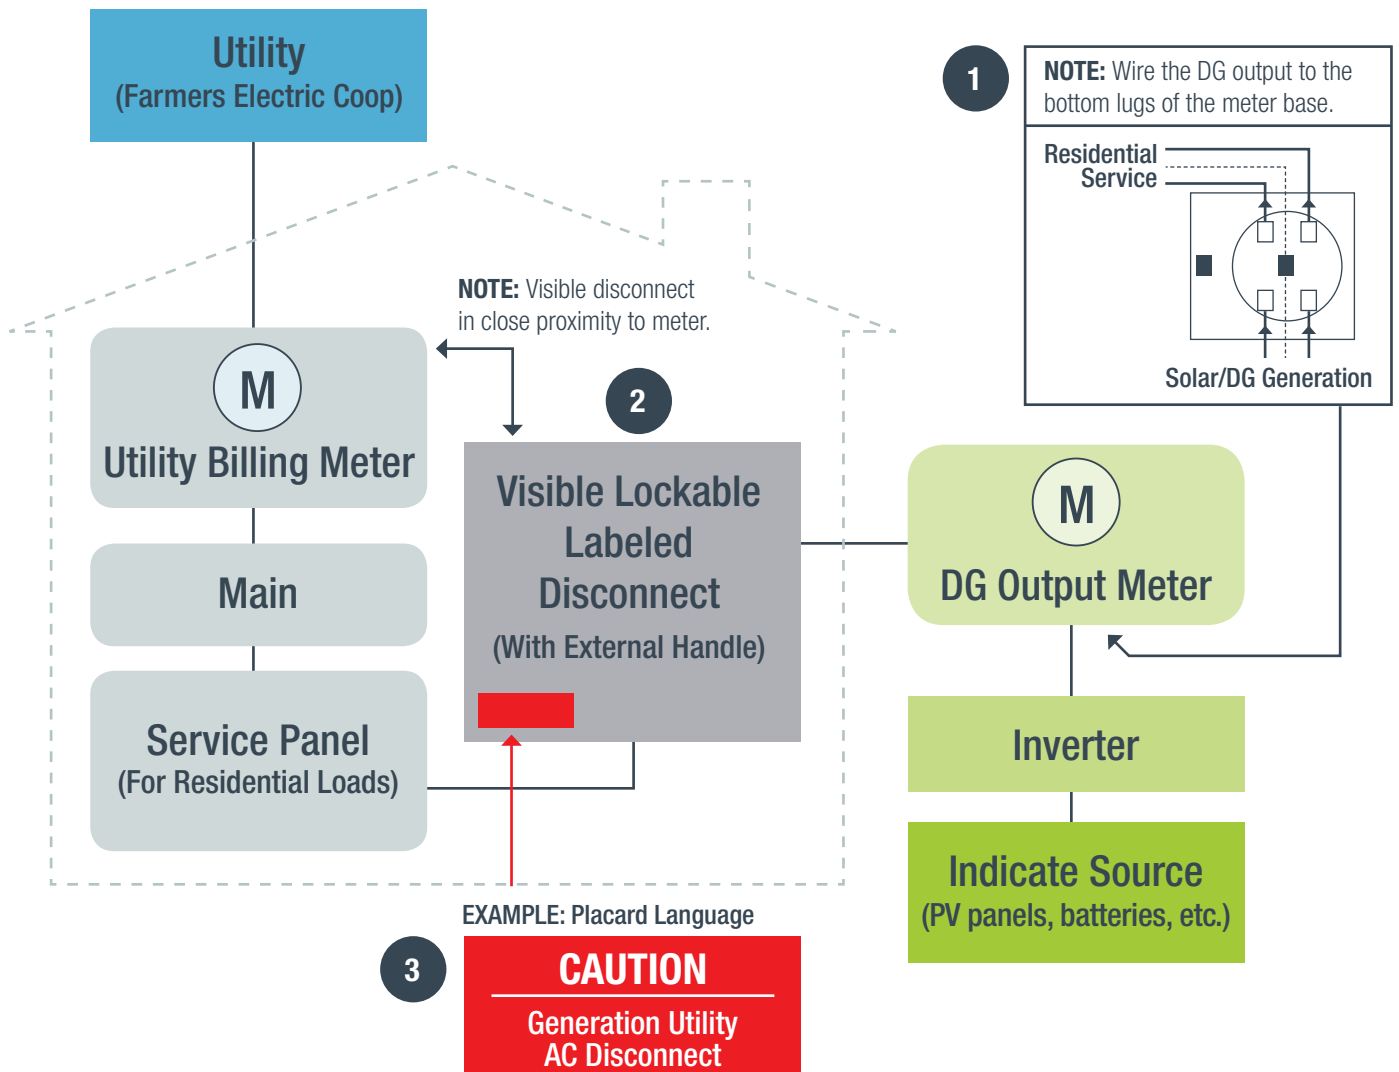 Utility
(Farmers Electric Coop)
1
NOTE: Wire the DG output to the
bottom lugs of the meter base.
Residential
Service
Solar/DG Generation
NOTE: Visible disconnect
in close proximity to meter.
M
Utility Billing Meter
2
Visible Lockable
Labeled
Disconnect
(With External Handle)
M
DG Output Meter
Main
Service Panel
(For Residential Loads)
Inverter
Indicate Source
(PV panels, batteries, etc.)
EXAMPLE: Placard Language
3
CAUTION
Generation Utility
AC Disconnect